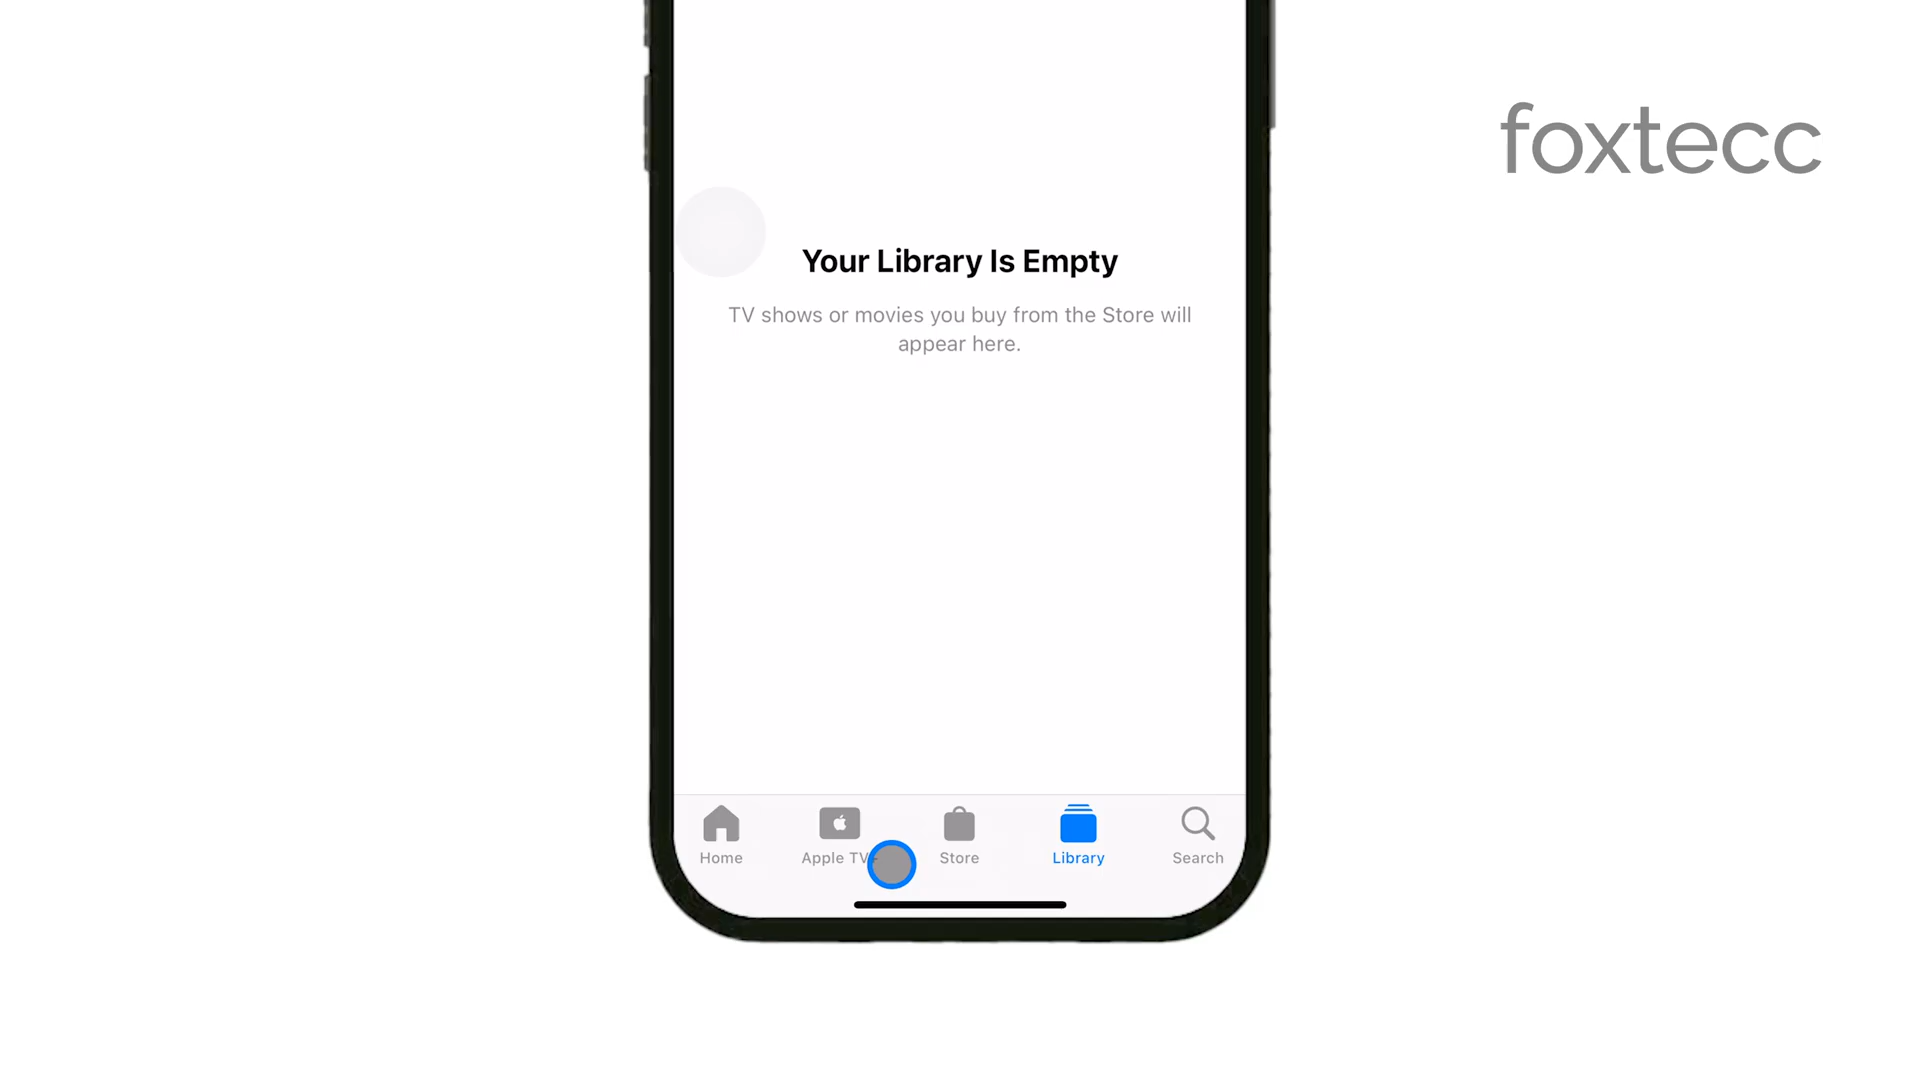 foxtecc
Your Library Is Empty
TV shows or movies you buy from the Store will
appear here.
Home
Apple TV+
Store
Library
Search